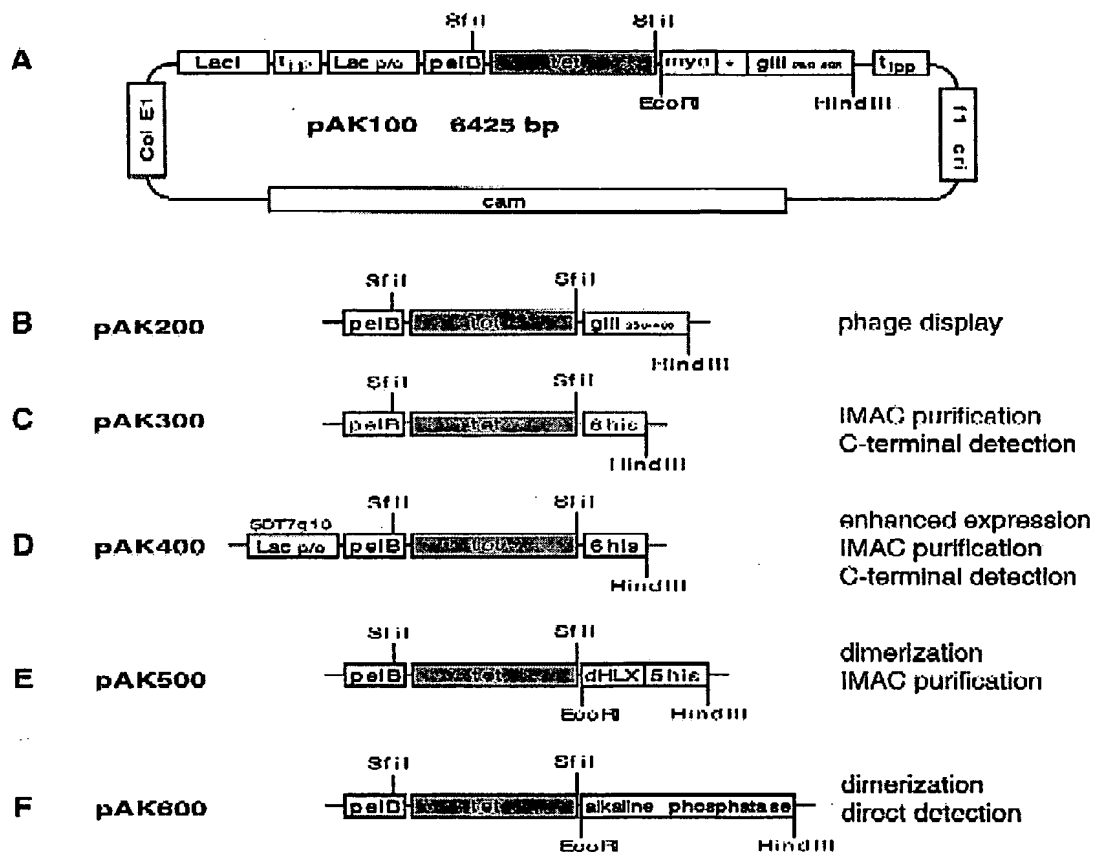 SfiI SfiI
A LacI tlpp Lac p/o pelB tet myc * gIII tlpp
EcoRI HindIII
Col E1 pAK100 6425 bp f1 ori
cam
SfiI SfiI
B pAK200 pelB gIII 250-406 phage display
HindIII
SfiI SfiI
C pAK300 pelB 6his IMAC purification
HindIII C-terminal detection
SfiI SfiI
SDT7g10 enhanced expression
D pAK400 Lac p/o pelB 6his IMAC purification
HindIII C-terminal detection
SfiI SfiI
dimerization
E pAK500 pelB dHLX 5his IMAC purification
EcoRI HindIII
SfiI SfiI
dimerization
F pAK600 pelB alkaline phosphatase direct detection
EcoRI HindIII